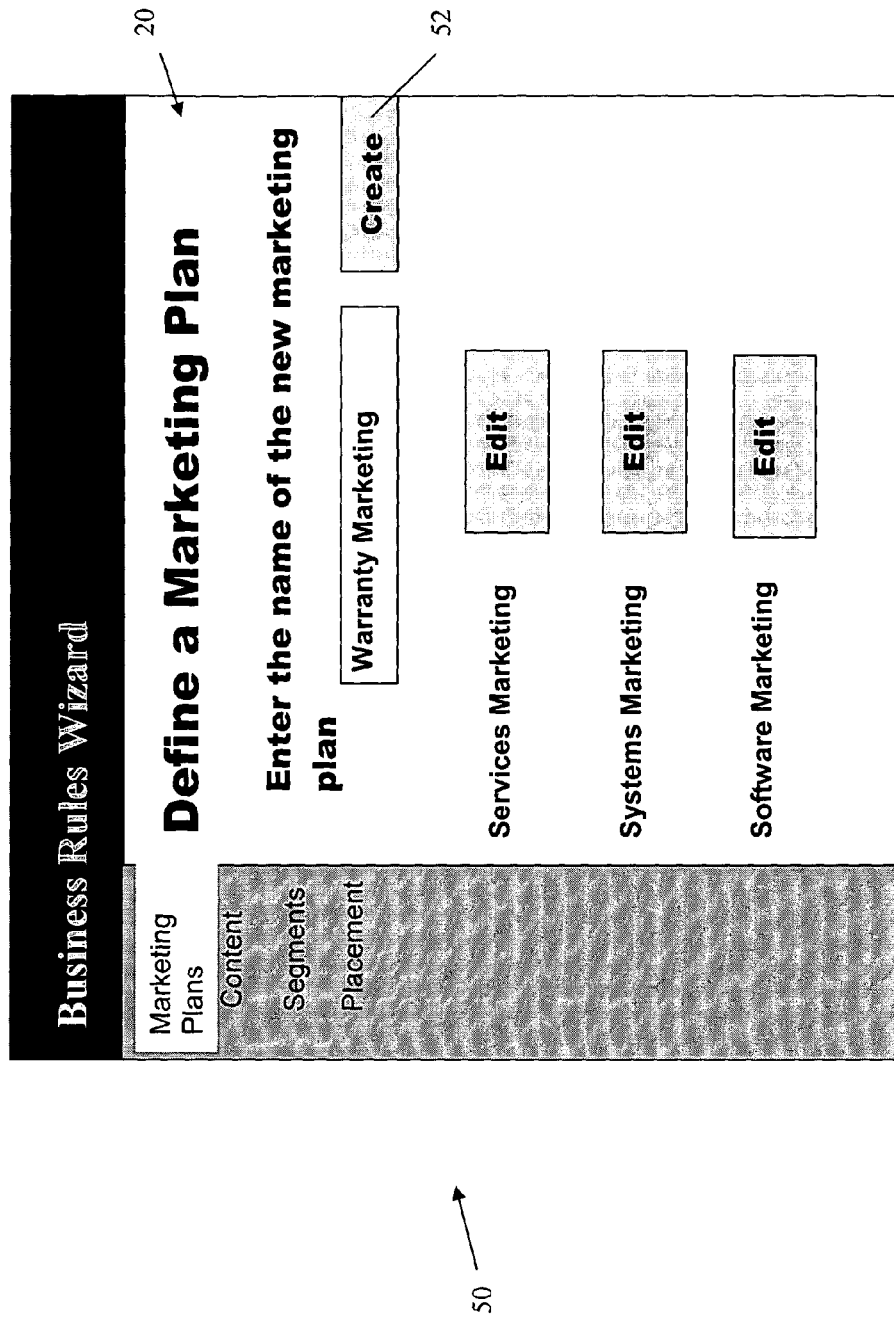 Business Rules Wizard
Marketing
Plans
Content
Segments
Placement
Define a Marketing Plan
Enter the name of the new marketing
plan
Warranty Marketing
Create
Services Marketing
Edit
Systems Marketing
Edit
Software Marketing
Edit
20
52
50